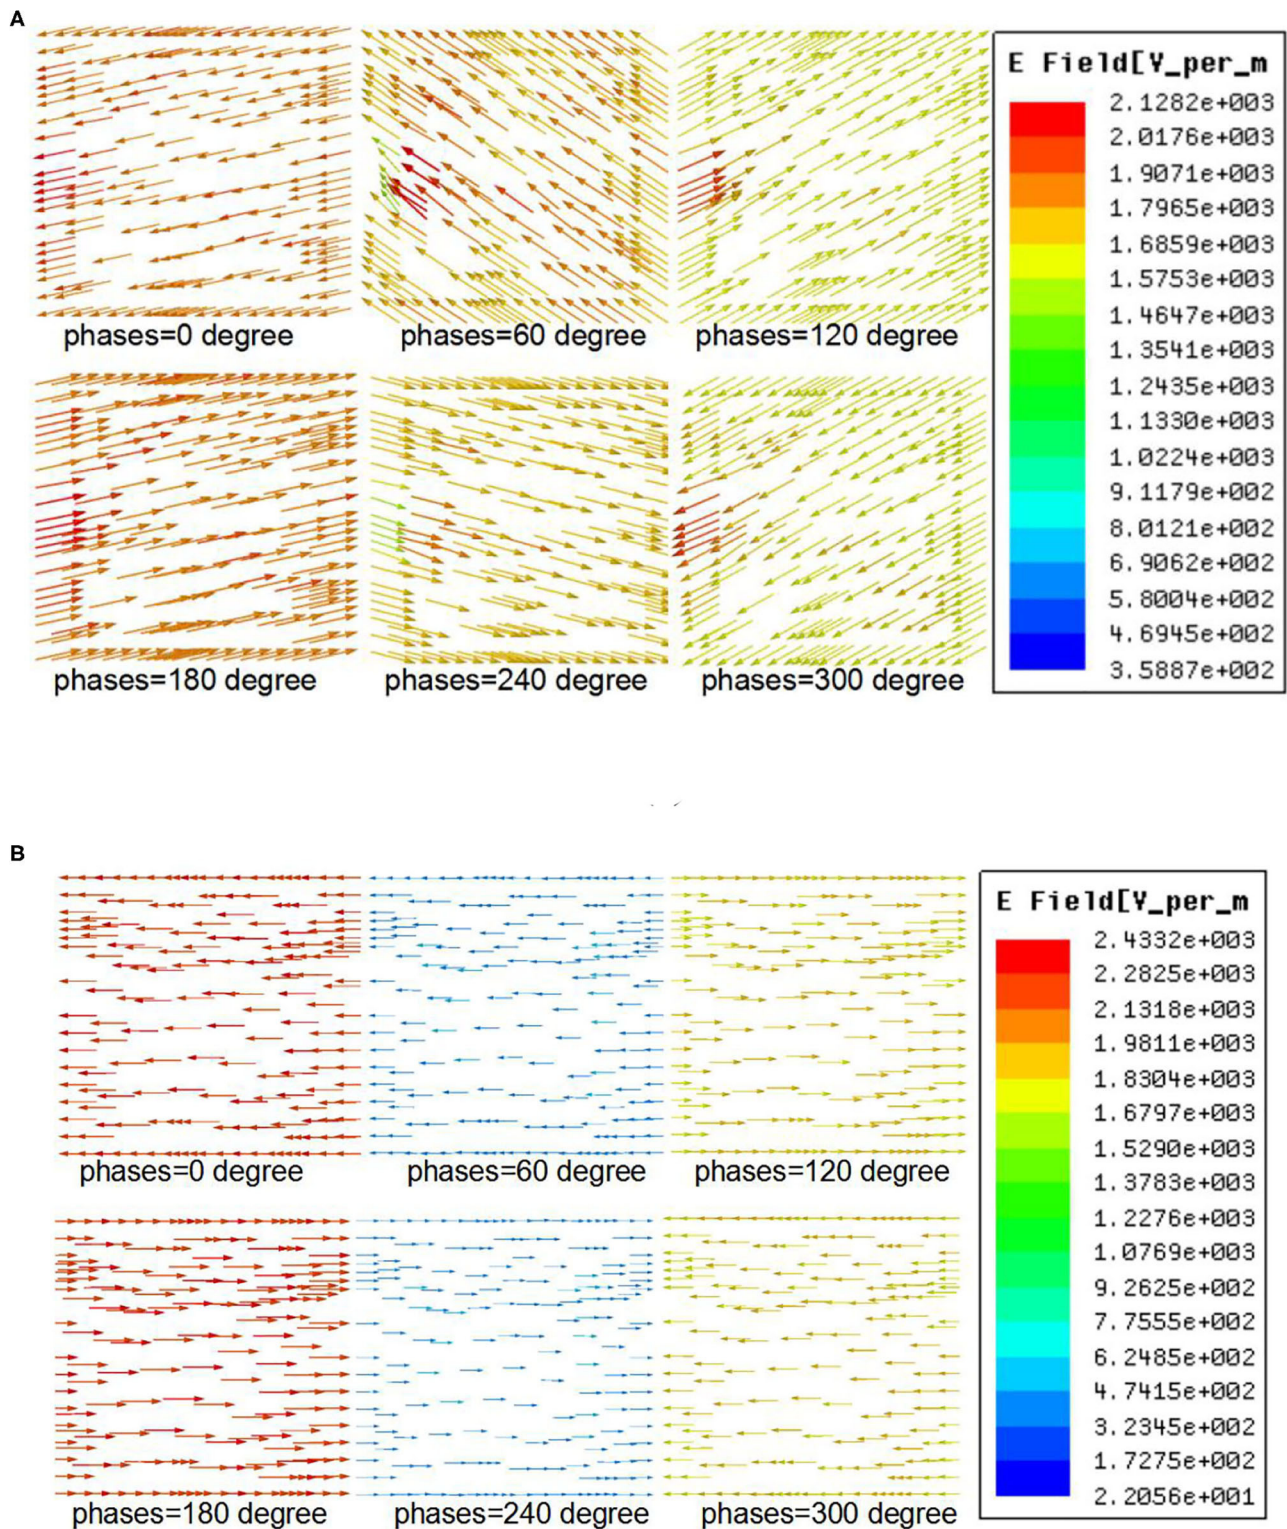 A
E Field[V_per_m
2.1282e+003
2.0176e+003
1.9071e+003
1.7965e+003
1.6859e+003
1.5753e+003
1.4647e+003
1.3541e+003
1.2435e+003
1.1330e+003
1.0224e+003
9.1179e+002
8.0121e+002
6.9062e+002
5.8004e+002
4.6945e+002
3.5887e+002
phases=0 degree
phases=60 degree
phases=120 degree
phases=180 degree
phases=240 degree
phases=300 degree
B
E Field[V_per_m
2.4332e+003
2.2825e+003
2.1318e+003
1.9811e+003
1.8304e+003
1.6797e+003
1.5290e+003
1.3783e+003
1.2276e+003
1.0769e+003
9.2625e+002
7.7555e+002
6.2485e+002
4.7415e+002
3.2345e+002
1.7275e+002
2.2056e+001
phases=0 degree
phases=60 degree
phases=120 degree
phases=180 degree
phases=240 degree
phases=300 degree